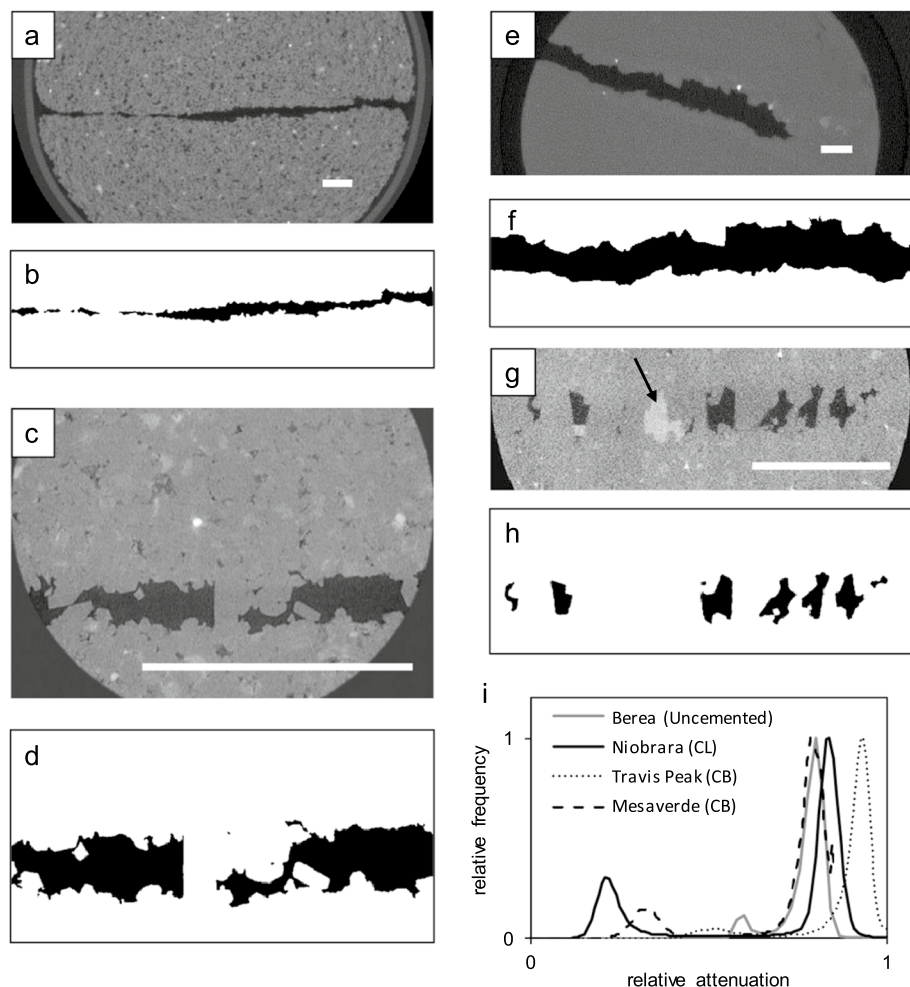 a
b
c
d
e
f
g
h
i
Berea (Uncemented)
Niobrara (CL)
Travis Peak (CB)
Mesaverde (CB)
1
0
0
1
relative frequency
relative attenuation